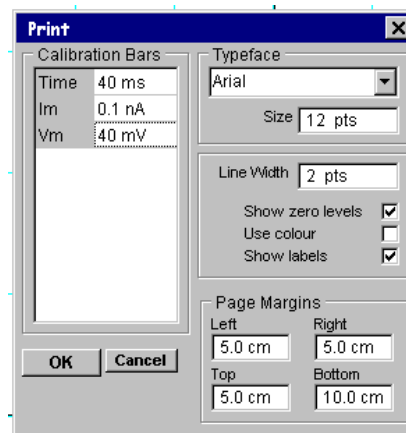 Print
Calibration Bars
Time 40 ms
Im 0.1 nA
Vm 40 mV
OK
Cancel
Typeface
Arial
Size 12 pts
Line Width 2 pts
Show zero levels
Use colour
Show labels
Page Margins
Left Right
5.0 cm 5.0 cm
Top Bottom
5.0 cm 10.0 cm